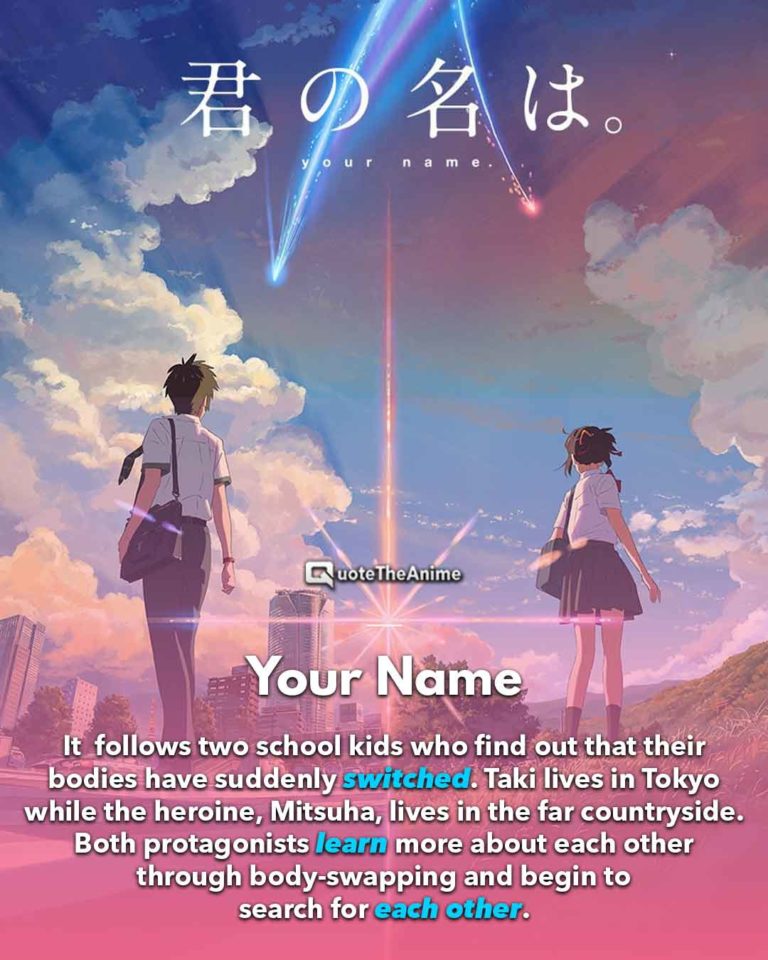 君の名は。
your name.
QuoteTheAnime
Your Name
It follows two school kids who find out that their
bodies have suddenly switched. Taki lives in Tokyo
while the heroine, Mitsuha, lives in the far countryside.
Both protagonists learn more about each other
through body-swapping and begin to
search for each other.